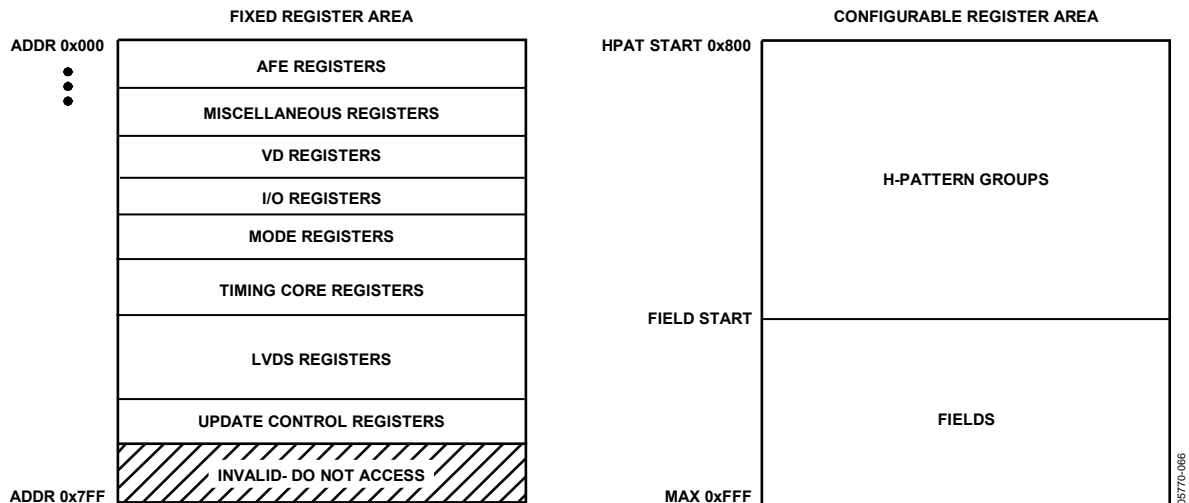 FIXED REGISTER AREA
ADDR 0x000
AFE REGISTERS
MISCELLANEOUS REGISTERS
VD REGISTERS
I/O REGISTERS
MODE REGISTERS
TIMING CORE REGISTERS
LVDS REGISTERS
UPDATE CONTROL REGISTERS
INVALID- DO NOT ACCESS
ADDR 0x7FF
CONFIGURABLE REGISTER AREA
HPAT START 0x800
H-PATTERN GROUPS
FIELD START
FIELDS
MAX 0xFFF
05770-066